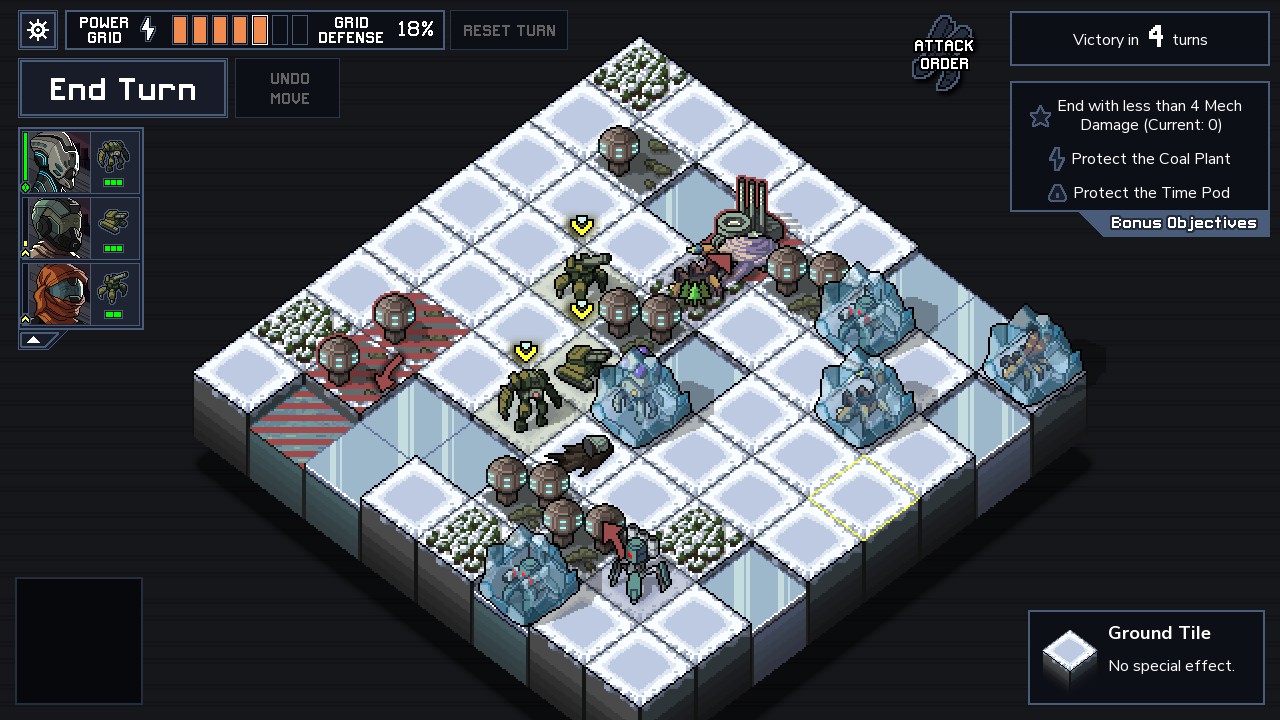 POWER
GRID
GRID
DEFENSE
18%
RESET TURN
End Turn
UNDO
MOVE
ATTACK
ORDER
Victory in 4 turns
End with less than 4 Mech
Damage (Current: 0)
Protect the Coal Plant
Protect the Time Pod
Bonus Objectives
Ground Tile
No special effect.